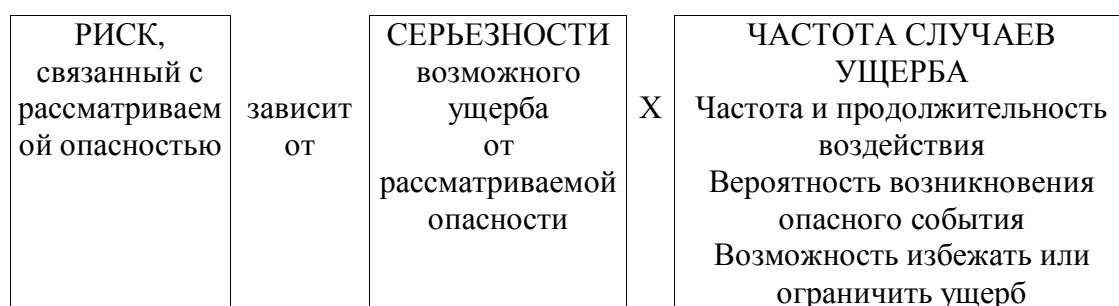 РИСК,
связанный с
рассматриваем
ой опасностью
зависит
от
СЕРЬЕЗНОСТИ
возможного
ущерба
от
рассматриваемой
опасности
Х
ЧАСТОТА СЛУЧАЕВ
УЩЕРБА
Частота и продолжительность
воздействия
Вероятность возникновения
опасного события
Возможность избежать или
ограничить ущерб